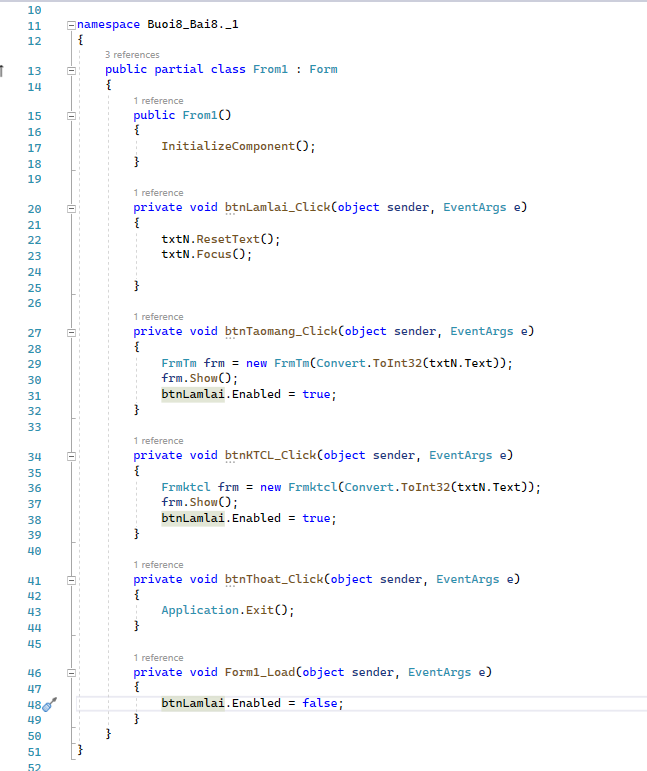 10
11 namespace Buoi8_Bai8._1
12 {
3 references
13 public partial class From1 : Form
14 {
1 reference
15 public From1()
16 {
17 InitializeComponent();
18 }
19
1 reference
20 private void btnLamlai_Click(object sender, EventArgs e)
21 {
22 txtN.ResetText();
23 txtN.Focus();
24
25 }
26
1 reference
27 private void btnTaomang_Click(object sender, EventArgs e)
28 {
29 FrmTm frm = new FrmTm(Convert.ToInt32(txtN.Text));
30 frm.Show();
31 btnLamlai.Enabled = true;
32 }
33
1 reference
34 private void btnKTCL_Click(object sender, EventArgs e)
35 {
36 Frmktcl frm = new Frmktcl(Convert.ToInt32(txtN.Text));
37 frm.Show();
38 btnLamlai.Enabled = true;
39 }
40
1 reference
41 private void btnThoat_Click(object sender, EventArgs e)
42 {
43 Application.Exit();
44 }
45
1 reference
46 private void Form1_Load(object sender, EventArgs e)
47 {
48 btnLamlai.Enabled = false;
49 }
50 }
51 }
52